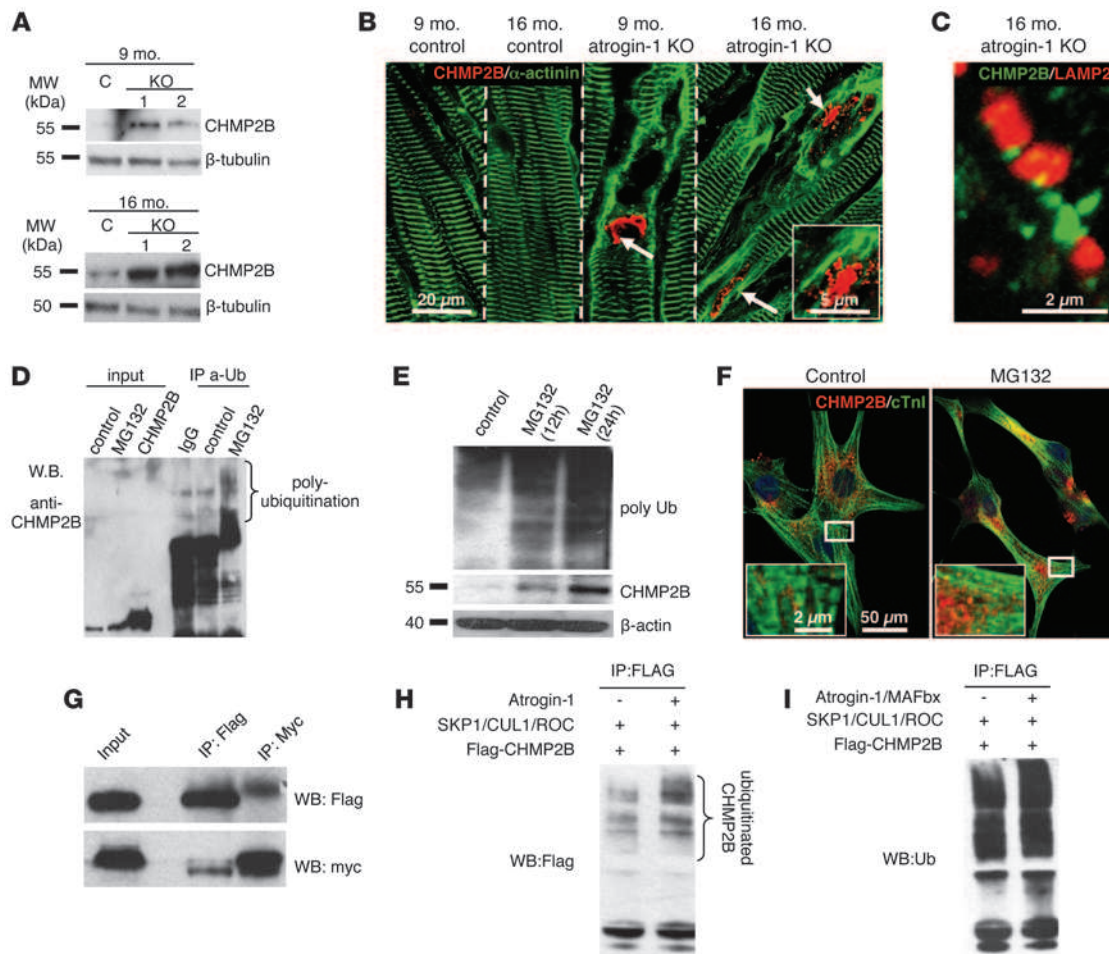 A
9 mo.
MW
(kDa)
C
KO
1 2
55
CHMP2B
55
β-tubulin
16 mo.
MW
(kDa)
C
KO
1 2
55
CHMP2B
50
β-tubulin
B
9 mo.
control
16 mo.
control
9 mo.
atrogin-1 KO
16 mo.
atrogin-1 KO
CHMP2B/α-actinin
20 µm
5 µm
C
16 mo.
atrogin-1 KO
CHMP2B/LAMP2
2 µm
D
input
IP a-Ub
control
MG132
CHMP2B
IgG
control
MG132
W.B.
anti-
CHMP2B
poly-
ubiquitination
E
control
MG132
(12h)
MG132
(24h)
poly Ub
55
CHMP2B
40
β-actin
F
Control
MG132
CHMP2B/cTnI
2 µm
50 µm
G
Input
IP: Flag
IP: Myc
WB: Flag
WB: myc
H
IP:FLAG
Atrogin-1 - +
SKP1/CUL1/ROC + +
Flag-CHMP2B + +
ubiquitinated
CHMP2B
WB:Flag
I
IP:FLAG
Atrogin-1/MAFbx - +
SKP1/CUL1/ROC + +
Flag-CHMP2B + +
WB:Ub